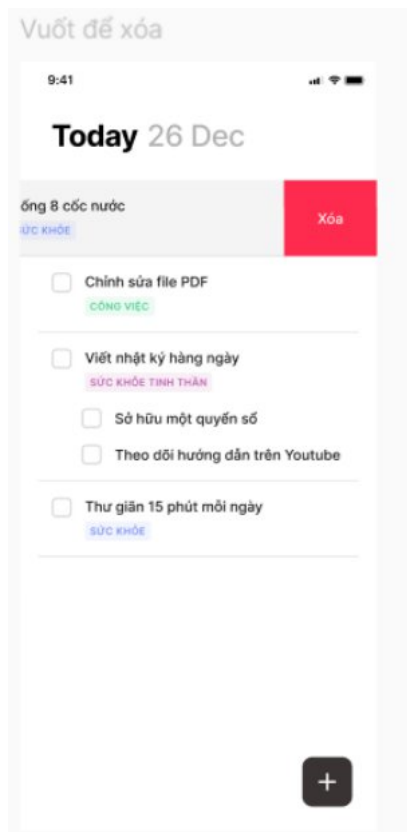 Vuốt để xóa
9:41
Today 26 Dec
ống 8 cốc nước
SỨC KHỎE
Xóa
Chỉnh sửa file PDF
CÔNG VIỆC
Viết nhật ký hàng ngày
SỨC KHỎE TINH THẦN
Sở hữu một quyển sổ
Theo dõi hướng dẫn trên Youtube
Thư giãn 15 phút mỗi ngày
SỨC KHỎE
+